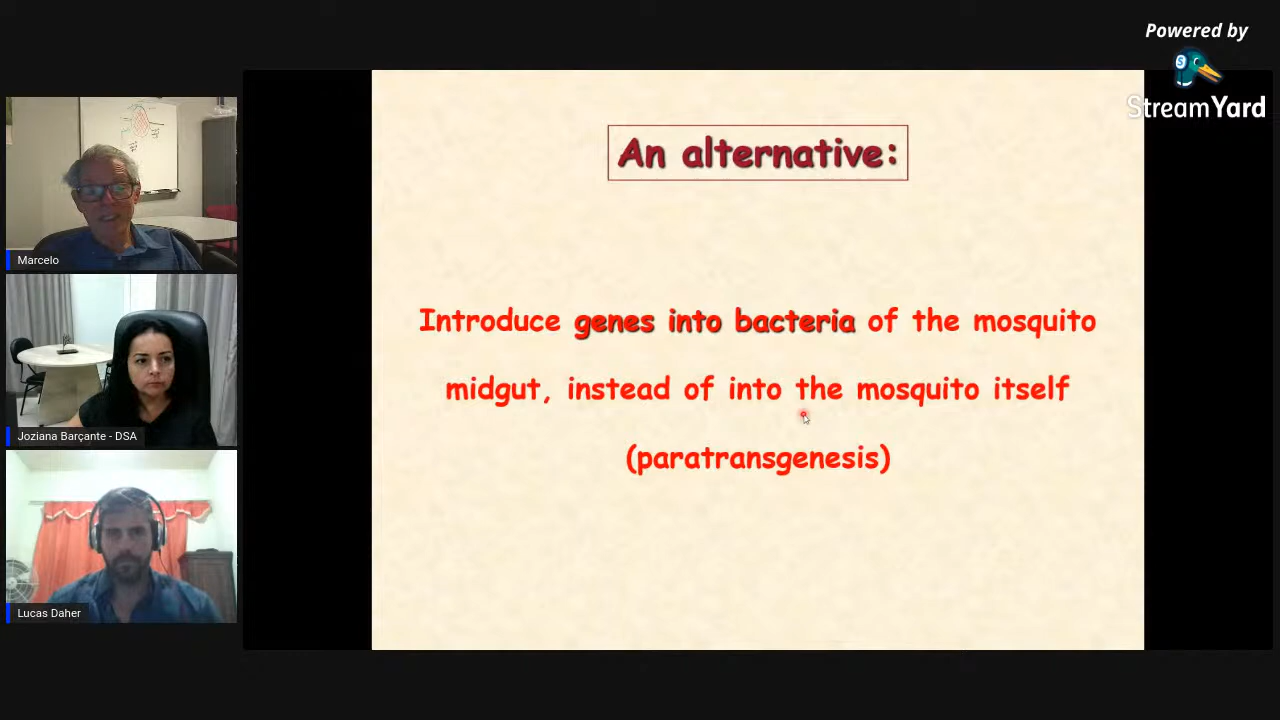 Powered by
StreamYard
An alternative:
Introduce genes into bacteria of the mosquito
midgut, instead of into the mosquito itself
(paratransgenesis)
Marcelo
Joziana Barçante - DSA
Lucas Daher